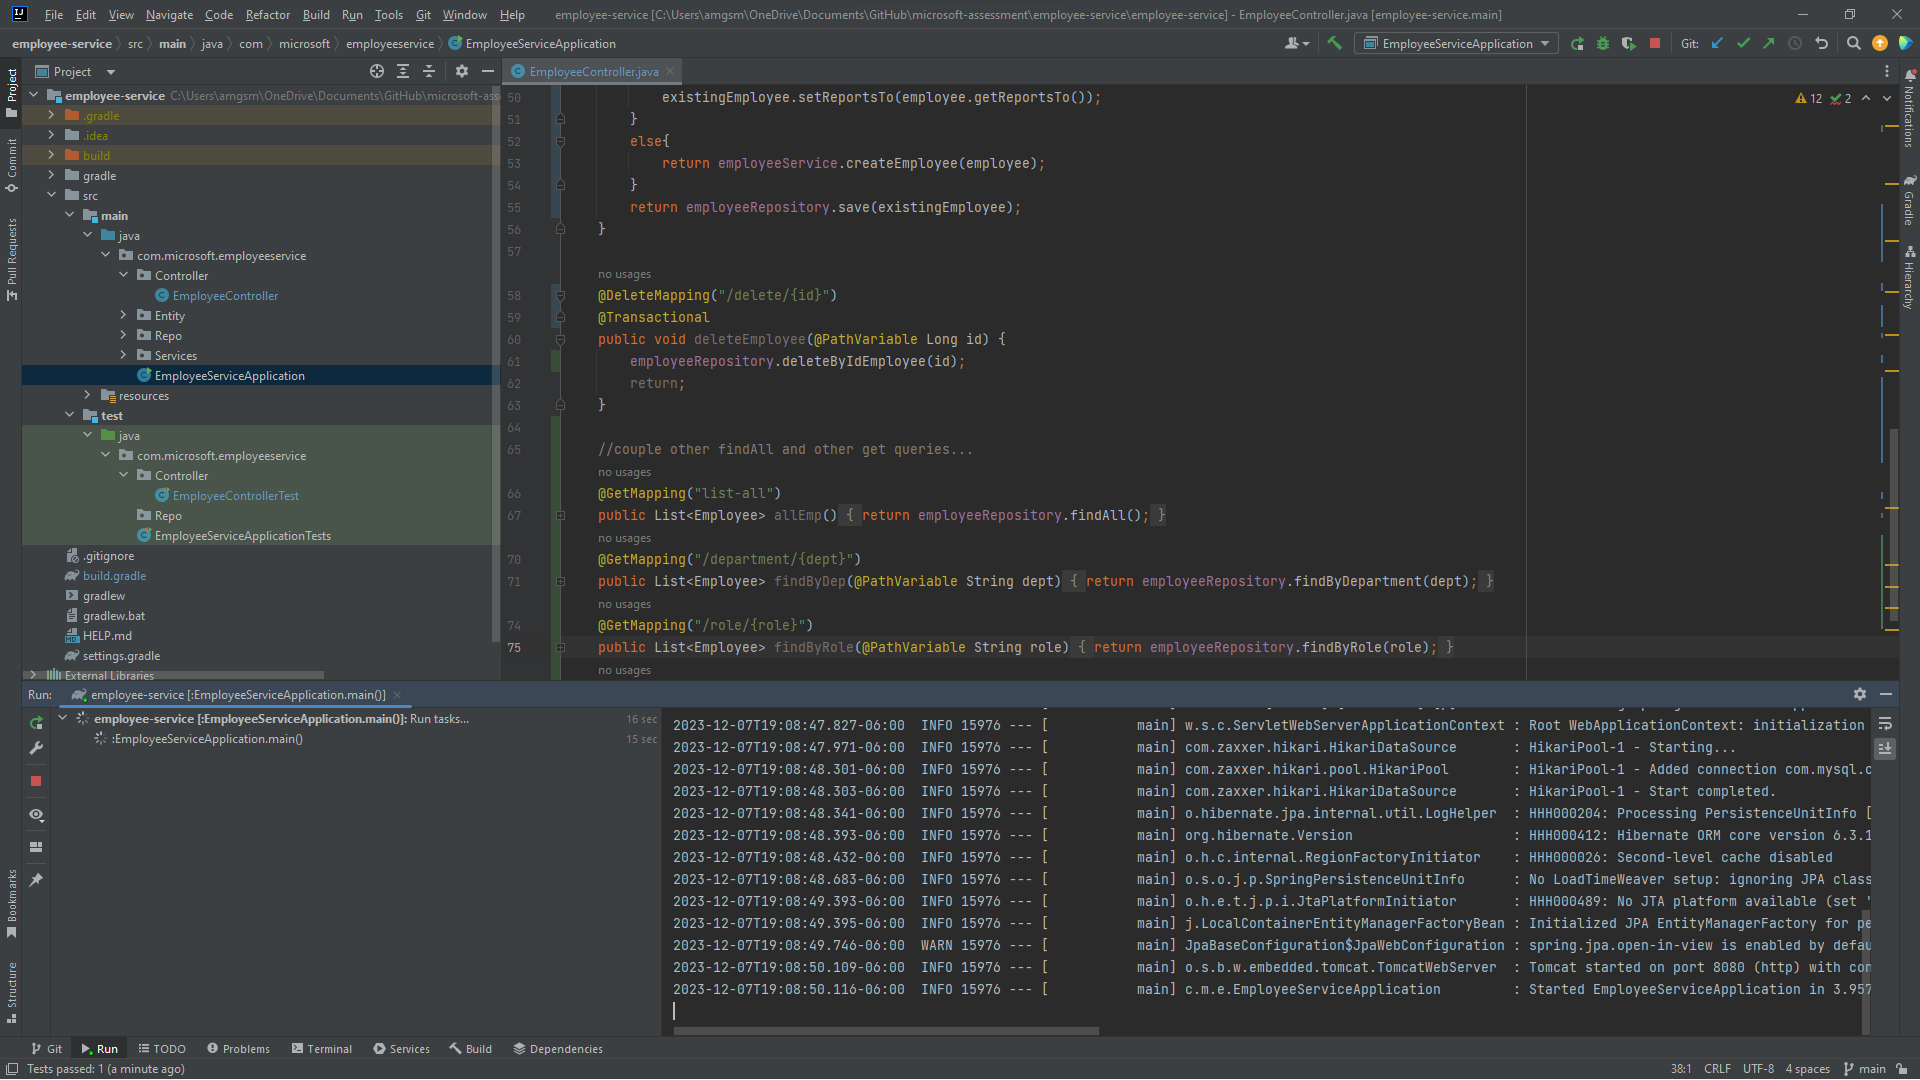 File Edit View Navigate Code Refactor Build Run Tools Git Window Help employee-service [C:\Users\amgsm\OneDrive\Documents\GitHub\microsoft-assessment\employee-service\employee-service] - EmployeeController.java [employee-service.main]
employee-service src main java com microsoft employeeservice EmployeeServiceApplication EmployeeServiceApplication Git:
Project EmployeeController.java
employee-service C:\Users\amgsm\OneDrive\Documents\GitHub\microsoft-asse
.gradle
.idea
build
gradle
src
main
java
com.microsoft.employeeservice
Controller
EmployeeController
Entity
Repo
Services
EmployeeServiceApplication
resources
test
java
com.microsoft.employeeservice
Controller
EmployeeControllerTest
Repo
EmployeeServiceApplicationTests
.gitignore
build.gradle
gradlew
gradlew.bat
HELP.md
settings.gradle
External Libraries
Project
Commit
Pull Requests
Bookmarks
Structure
12 2
50 existingEmployee.setReportsTo(employee.getReportsTo());
51 }
52 else{
53 return employeeService.createEmployee(employee);
54 }
55 return employeeRepository.save(existingEmployee);
56 }
57
no usages
58 @DeleteMapping("/delete/{id}")
59 @Transactional
60 public void deleteEmployee(@PathVariable Long id) {
61 employeeRepository.deleteByIdEmployee(id);
62 return;
63 }
64
65 //couple other findAll and other get queries...
no usages
66 @GetMapping("list-all")
67 public List<Employee> allEmp() { return employeeRepository.findAll(); }
no usages
70 @GetMapping("/department/{dept}")
71 public List<Employee> findByDep(@PathVariable String dept) { return employeeRepository.findByDepartment(dept); }
no usages
74 @GetMapping("/role/{role}")
75 public List<Employee> findByRole(@PathVariable String role) { return employeeRepository.findByRole(role); }
no usages
Notifications
Gradle
Hierarchy
Run: employee-service [:EmployeeServiceApplication.main()]
employee-service [:EmployeeServiceApplication.main()]: Run tasks... 16 sec
:EmployeeServiceApplication.main() 15 sec
2023-12-07T19:08:47.827-06:00 INFO 15976 --- [ main] w.s.c.ServletWebServerApplicationContext : Root WebApplicationContext: initialization
2023-12-07T19:08:47.971-06:00 INFO 15976 --- [ main] com.zaxxer.hikari.HikariDataSource : HikariPool-1 - Starting...
2023-12-07T19:08:48.301-06:00 INFO 15976 --- [ main] com.zaxxer.hikari.pool.HikariPool : HikariPool-1 - Added connection com.mysql.c
2023-12-07T19:08:48.303-06:00 INFO 15976 --- [ main] com.zaxxer.hikari.HikariDataSource : HikariPool-1 - Start completed.
2023-12-07T19:08:48.341-06:00 INFO 15976 --- [ main] o.hibernate.jpa.internal.util.LogHelper : HHH000204: Processing PersistenceUnitInfo [
2023-12-07T19:08:48.393-06:00 INFO 15976 --- [ main] org.hibernate.Version : HHH000412: Hibernate ORM core version 6.3.1
2023-12-07T19:08:48.432-06:00 INFO 15976 --- [ main] o.h.c.internal.RegionFactoryInitiator : HHH000026: Second-level cache disabled
2023-12-07T19:08:48.683-06:00 INFO 15976 --- [ main] o.s.o.j.p.SpringPersistenceUnitInfo : No LoadTimeWeaver setup: ignoring JPA class
2023-12-07T19:08:49.393-06:00 INFO 15976 --- [ main] o.h.e.t.j.p.i.JtaPlatformInitiator : HHH000489: No JTA platform available (set '
2023-12-07T19:08:49.395-06:00 INFO 15976 --- [ main] j.LocalContainerEntityManagerFactoryBean : Initialized JPA EntityManagerFactory for pe
2023-12-07T19:08:49.746-06:00 WARN 15976 --- [ main] JpaBaseConfiguration$JpaWebConfiguration : spring.jpa.open-in-view is enabled by defau
2023-12-07T19:08:50.109-06:00 INFO 15976 --- [ main] o.s.b.w.embedded.tomcat.TomcatWebServer : Tomcat started on port 8080 (http) with con
2023-12-07T19:08:50.116-06:00 INFO 15976 --- [ main] c.m.e.EmployeeServiceApplication : Started EmployeeServiceApplication in 3.957
Git Run TODO Problems Terminal Services Build Dependencies
Tests passed: 1 (a minute ago) 38:1 CRLF UTF-8 4 spaces main